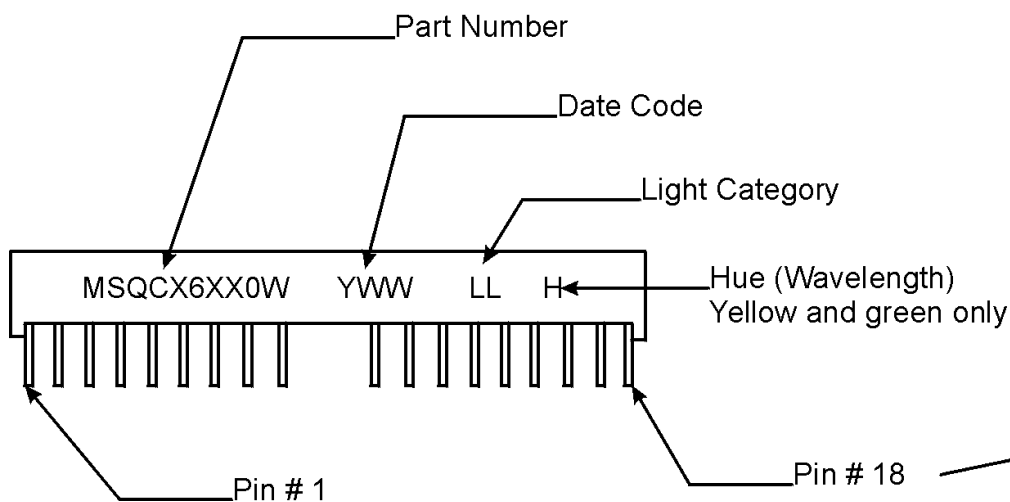 Part Number
Date Code
Light Category
MSQCX6XX0W YWW LL H
Hue (Wavelength)
Yellow and green only
Pin # 1
Pin # 18